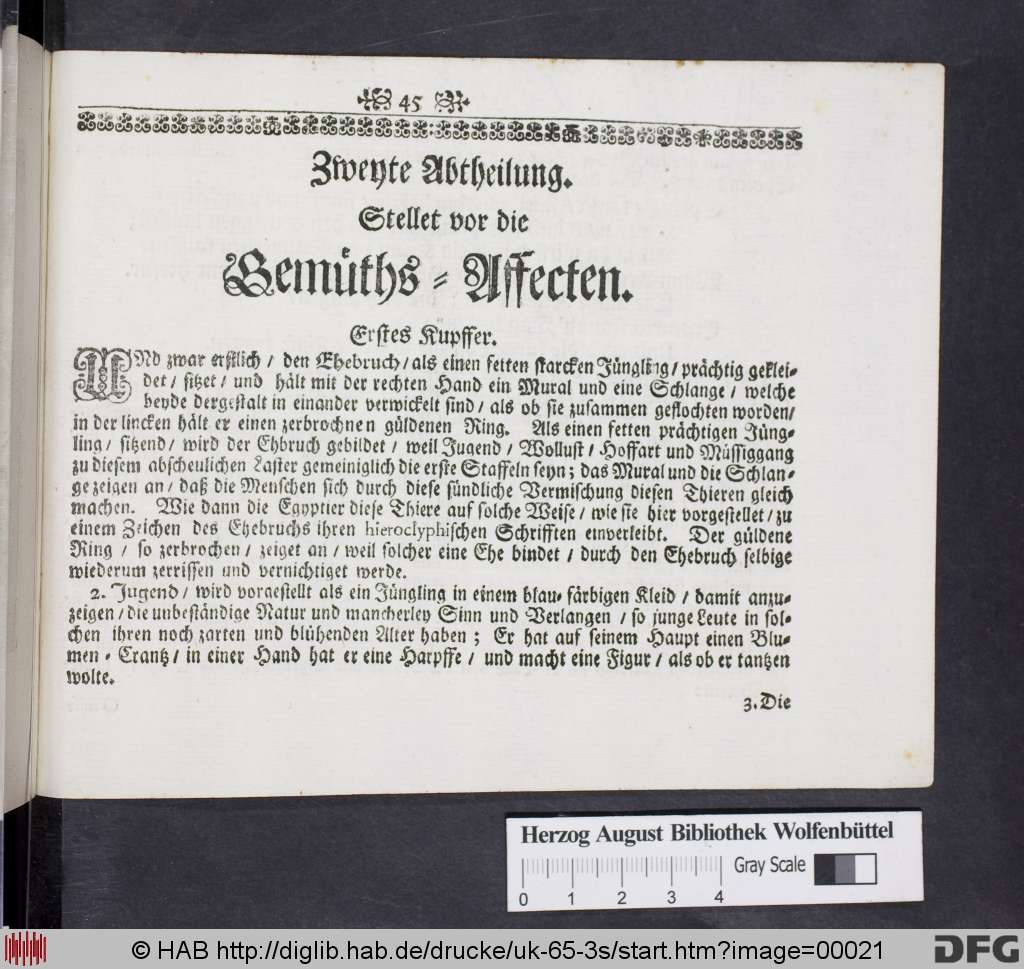 45
Zweyte Abtheilung.
Stellet vor die
Gemüths-Affecten.
Erstes Kupffer.
UNd zwar erstlich / den Ehebruch / als einen fetten starcken Jüngling / prächtig geklei-
det / sitzet / und hält mit der rechten Hand ein Mural und eine Schlange / welche
beyde dergestalt in einander verwickelt sind / als ob sie zusammen geflochten worden /
in der lincken hält er einen zerbrochnen güldenen Ring. Als einen fetten prächtigen Jüng-
ling / sitzend / wird der Ehbruch gebildet / weil Jugend / Wollust / Hoffart und Müssiggang
zu diesem abscheulichen Laster gemeiniglich die erste Staffeln seyn; das Mural und die Schlan-
ge zeigen an / daß die Menschen sich durch diese sündliche Vermischung diesen Thieren gleich
machen. Wie dann die Egyptier diese Thiere auf solche Weise / wie sie hier vorgestellet / zu
einem Zeichen des Ehebruchs ihren hieroclyphischen Schrifften einverleibt. Der güldene
Ring / so zerbrochen / zeiget an / weil solcher eine Ehe bindet / durch den Ehebruch selbige
wiederum zerrissen und vernichtiget werde.
2. Jugend / wird vorgestellt als ein Jüngling in einem blau-färbigen Kleid / damit anzu-
zeigen / die unbeständige Natur und mancherley Sinn und Verlangen / so junge Leute in sol-
chen ihren noch zarten und blühenden Alter haben; Er hat auf seinem Haupt einen Blu-
men-Crantz / in einer Hand hat er eine Harpffe / und macht eine Figur / als ob er tantzen
wolte.
3. Die
Herzog August Bibliothek Wolfenbüttel
Gray Scale
0 1 2 3 4
© HAB http://diglib.hab.de/drucke/uk-65-3s/start.htm?image=00021
DFG